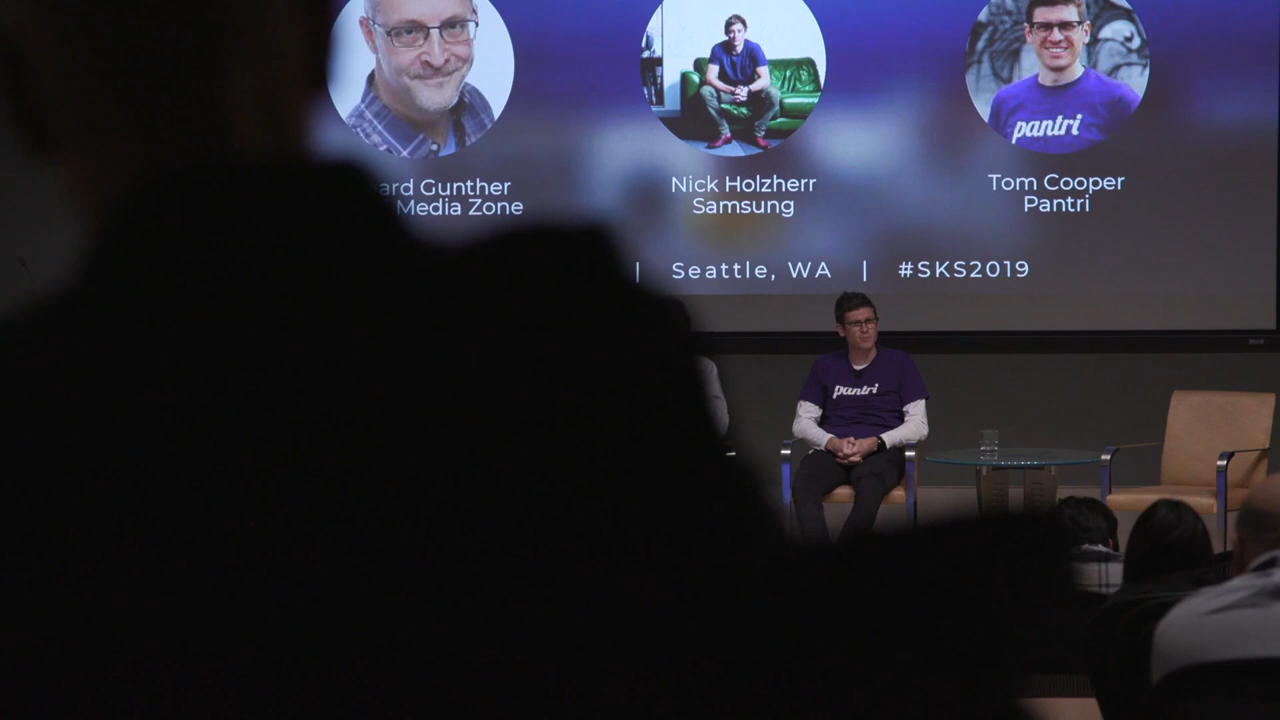 pantri
ard Gunther
Media Zone
Nick Holzherr
Samsung
Tom Cooper
Pantri
| Seattle, WA | #SKS2019
pantri